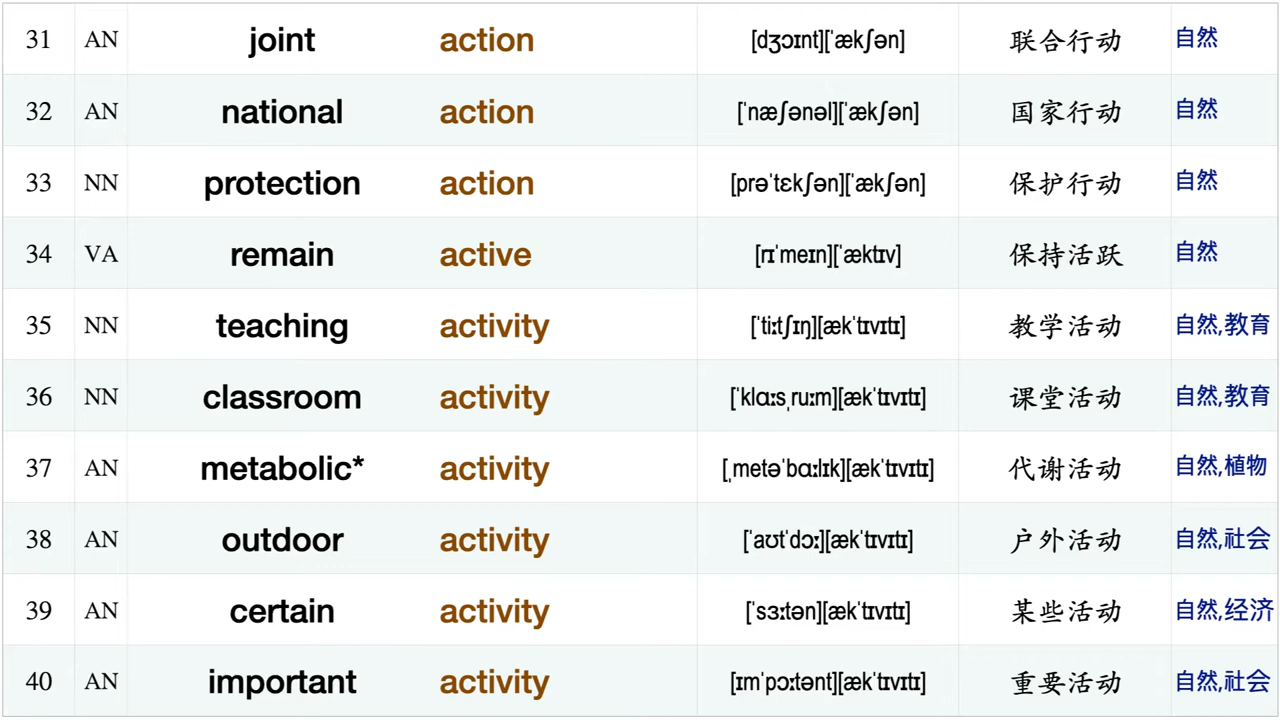 31 AN joint action [dʒɔɪnt][ˈækʃən] 联合行动 自然
32 AN national action [ˈnæʃənəl][ˈækʃən] 国家行动 自然
33 NN protection action [prəˈtɛkʃən][ˈækʃən] 保护行动 自然
34 VA remain active [rɪˈmeɪn][ˈæktɪv] 保持活跃 自然
35 NN teaching activity [ˈtiːtʃɪŋ][ækˈtɪvɪtɪ] 教学活动 自然,教育
36 NN classroom activity [ˈklɑːsˌruːm][ækˈtɪvɪtɪ] 课堂活动 自然,教育
37 AN metabolic* activity [ˌmetəˈbɑːlɪk][ækˈtɪvɪtɪ] 代谢活动 自然,植物
38 AN outdoor activity [ˈaʊtˈdɔː][ækˈtɪvɪtɪ] 户外活动 自然,社会
39 AN certain activity [ˈsɜːtən][ækˈtɪvɪtɪ] 某些活动 自然,经济
40 AN important activity [ɪmˈpɔːtənt][ækˈtɪvɪtɪ] 重要活动 自然,社会